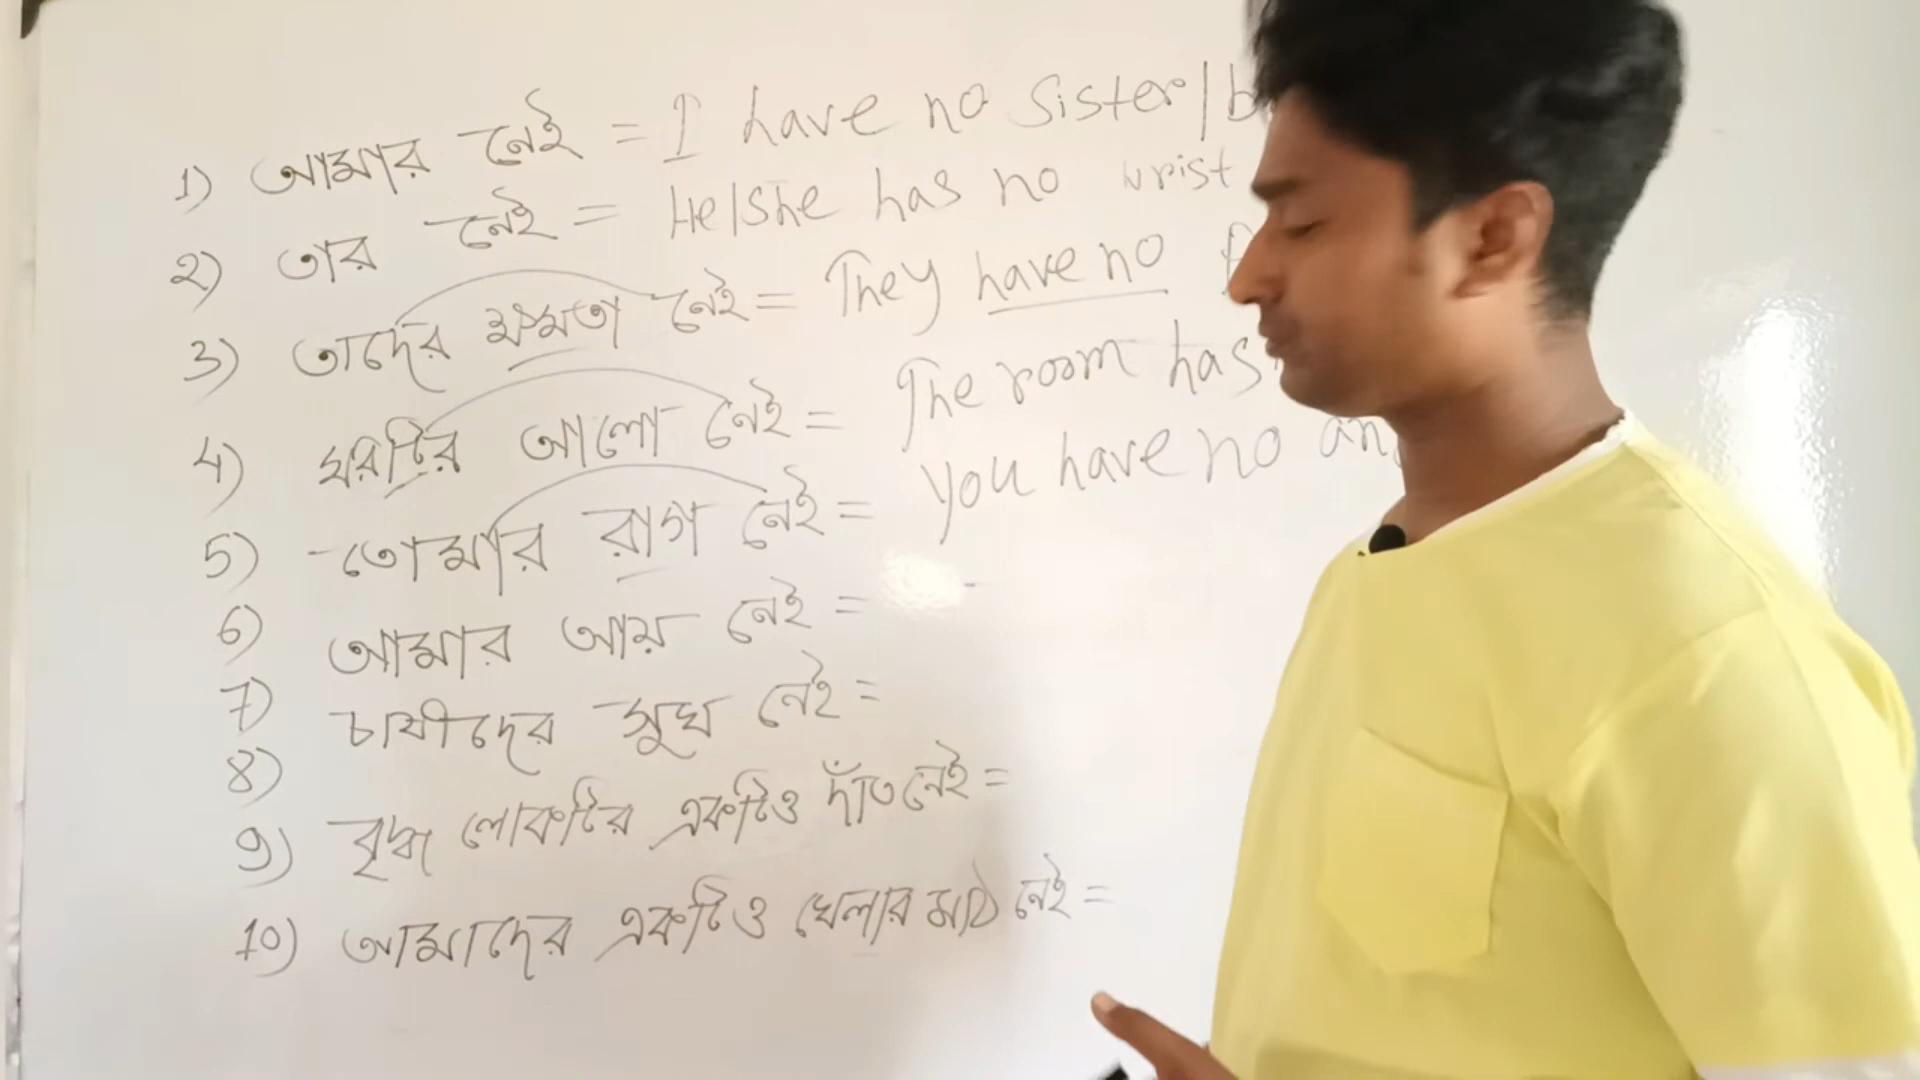 1) আমার নেই = I have no sister/b
2) তার নেই = He/she has no wrist
3) তাদের ক্ষমতা নেই = They have no
4) ঘরটির আলো নেই = The room has
5) তোমার রাগ নেই = you have no an
6) আমার আয় নেই =
7) চাষীদের সুখ নেই =
8)
9) বৃদ্ধ লোকটির একটিও দাঁত নেই =
10) আমাদের একটিও খেলার মাঠ নেই =